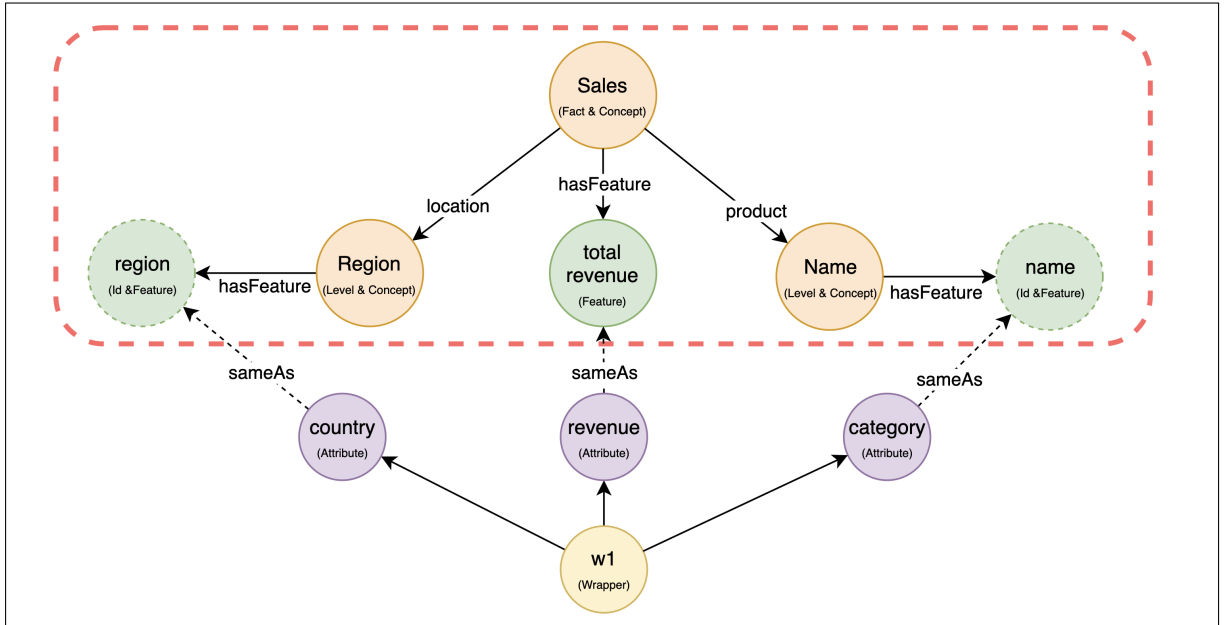 Sales
(Fact & Concept)
hasFeature
location
product
region
(Id &Feature)
hasFeature
Region
(Level & Concept)
total
revenue
(Feature)
Name
(Level & Concept)
hasFeature
name
(Id &Feature)
sameAs
sameAs
sameAs
country
(Attribute)
revenue
(Attribute)
category
(Attribute)
w1
(Wrapper)